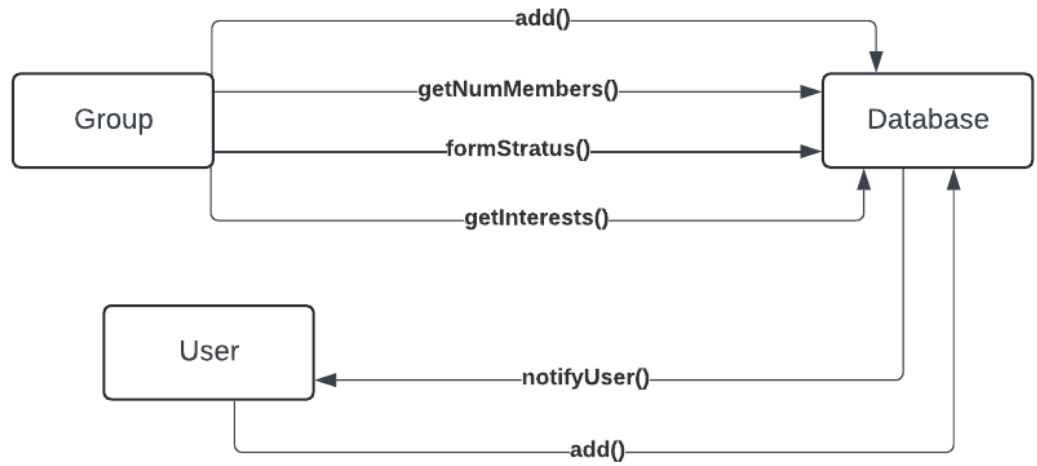 add()
getNumMembers()
Group
Database
formStratus()
getInterests()
User
notifyUser()
add()